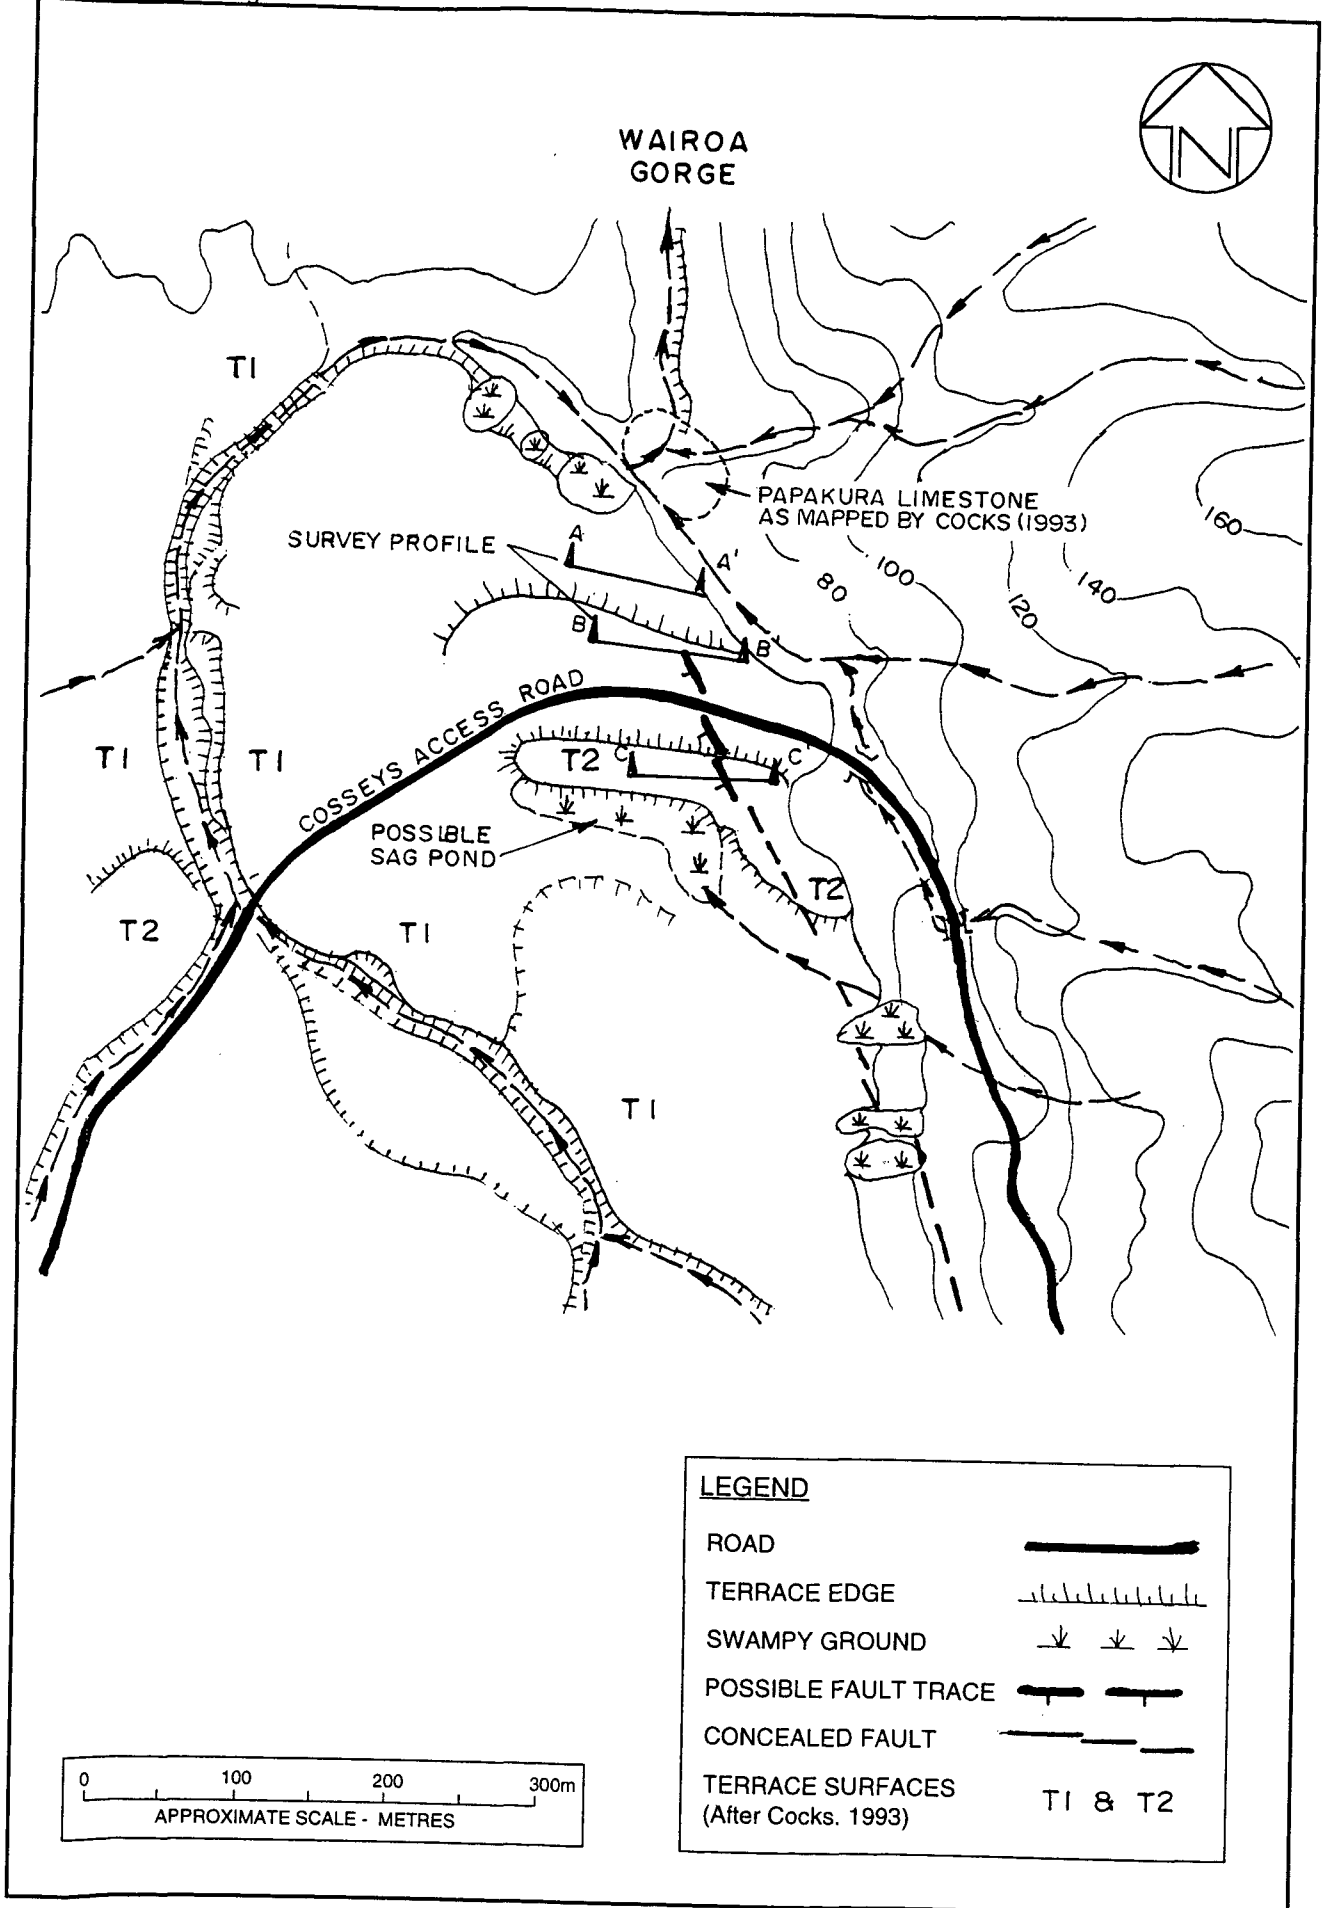 N
WAIROA
GORGE
T1
PAPAKURA LIMESTONE
AS MAPPED BY COCKS (1993)
160
SURVEY PROFILE
A
A'
100
80
140
120
B
B'
COSSEYS ACCESS ROAD
T1
T1
T2
C
C'
POSSIBLE
SAG POND
T2
T2
T1
T1
LEGEND
ROAD
TERRACE EDGE
SWAMPY GROUND
POSSIBLE FAULT TRACE
CONCEALED FAULT
TERRACE SURFACES T1 & T2
(After Cocks. 1993)
0 100 200 300m
APPROXIMATE SCALE - METRES